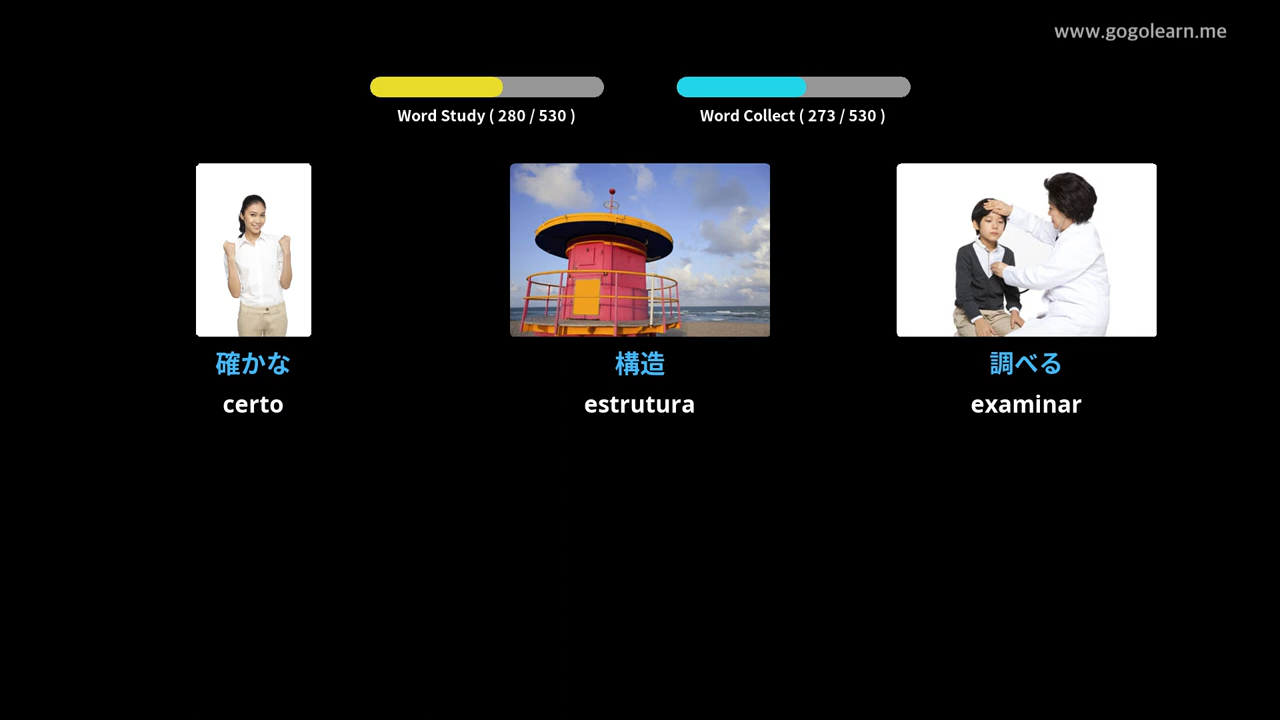 www.gogolearn.me
Word Study ( 280 / 530 )
Word Collect ( 273 / 530 )
確かな
構造
調べる
certo
estrutura
examinar